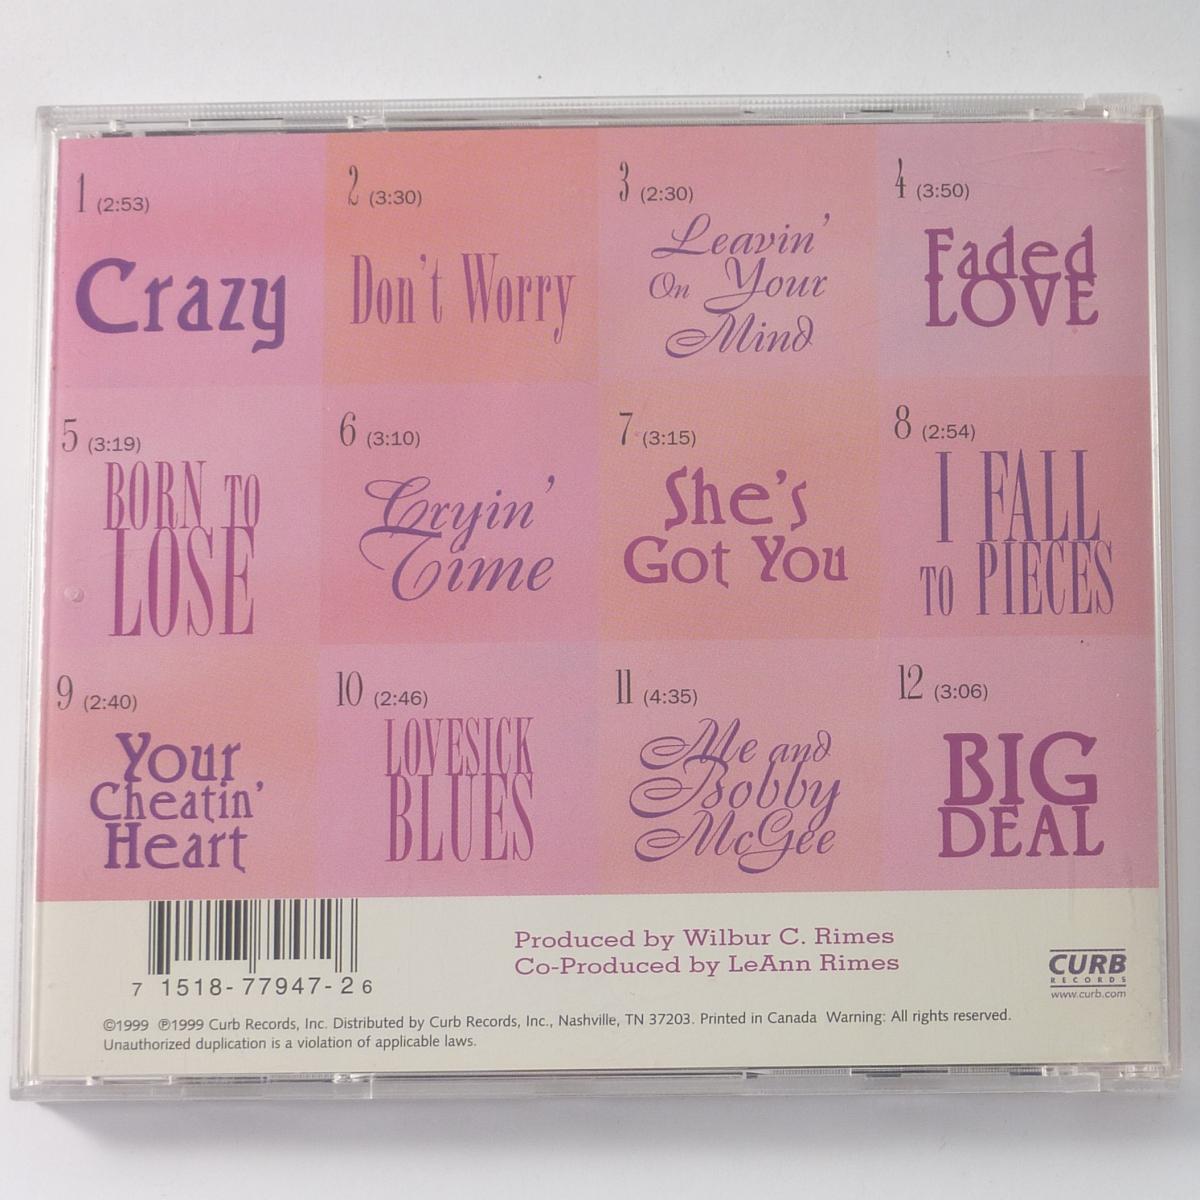 1 (2:53)
Crazy
2 (3:30)
Don't Worry
3 (2:30)
Leavin'
On Your
Mind
4 (3:50)
Faded
LOVE
5 (3:19)
BORN TO
LOSE
6 (3:10)
Cryin'
Time
7 (3:15)
She's
Got You
8 (2:54)
I FALL
TO PIECES
9 (2:40)
Your
Cheatin'
Heart
10 (2:46)
LOVESICK
BLUES
11 (4:35)
Me and
Bobby
McGee
12 (3:06)
BIG
DEAL
7 1518-77947-2 6
Produced by Wilbur C. Rimes
Co-Produced by LeAnn Rimes
CURB
RECORDS
www.curb.com
©1999 ℗1999 Curb Records, Inc. Distributed by Curb Records, Inc., Nashville, TN 37203. Printed in Canada Warning: All rights reserved.
Unauthorized duplication is a violation of applicable laws.